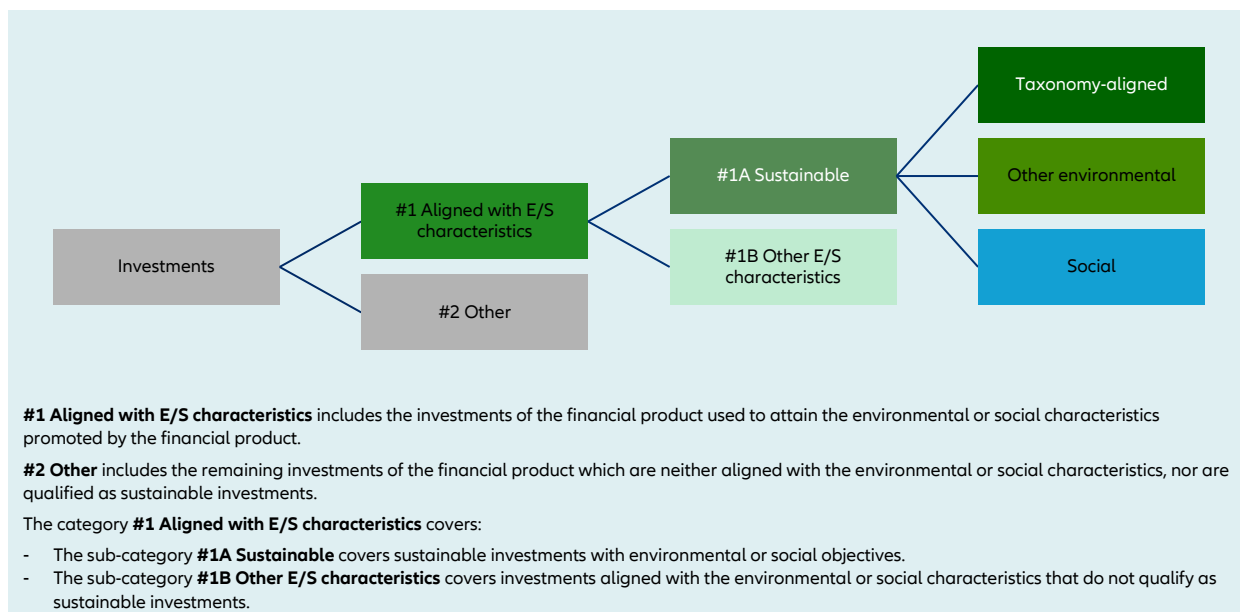 Taxonomy-aligned
#1A Sustainable
Other environmental
#1 Aligned with E/S
characteristics
Investments
#1B Other E/S
characteristics
Social
#2 Other
#1 Aligned with E/S characteristics includes the investments of the financial product used to attain the environmental or social characteristics
promoted by the financial product.
#2 Other includes the remaining investments of the financial product which are neither aligned with the environmental or social characteristics, nor are
qualified as sustainable investments.
The category #1 Aligned with E/S characteristics covers:
- The sub-category #1A Sustainable covers sustainable investments with environmental or social objectives.
- The sub-category #1B Other E/S characteristics covers investments aligned with the environmental or social characteristics that do not qualify as
sustainable investments.